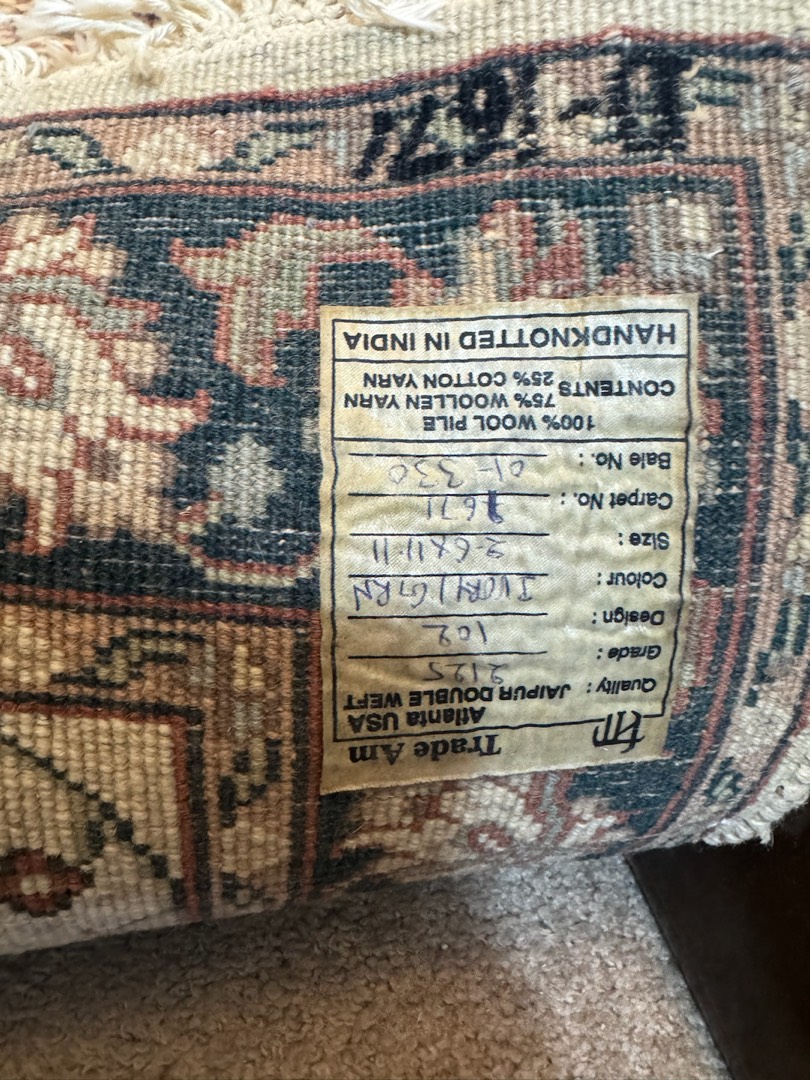 Trade Am
Atlanta USA
Quality : JAIPUR DOUBLE WEFT
Grade : 2125
Design : 102
Colour : IVORY/GRN
Size : 2.6X11.11
Carpet No. : 1671
Bale No. : 01-330
100% WOOL PILE
CONTENTS 75% WOOLLEN YARN
25% COTTON YARN
HANDKNOTTED IN INDIA